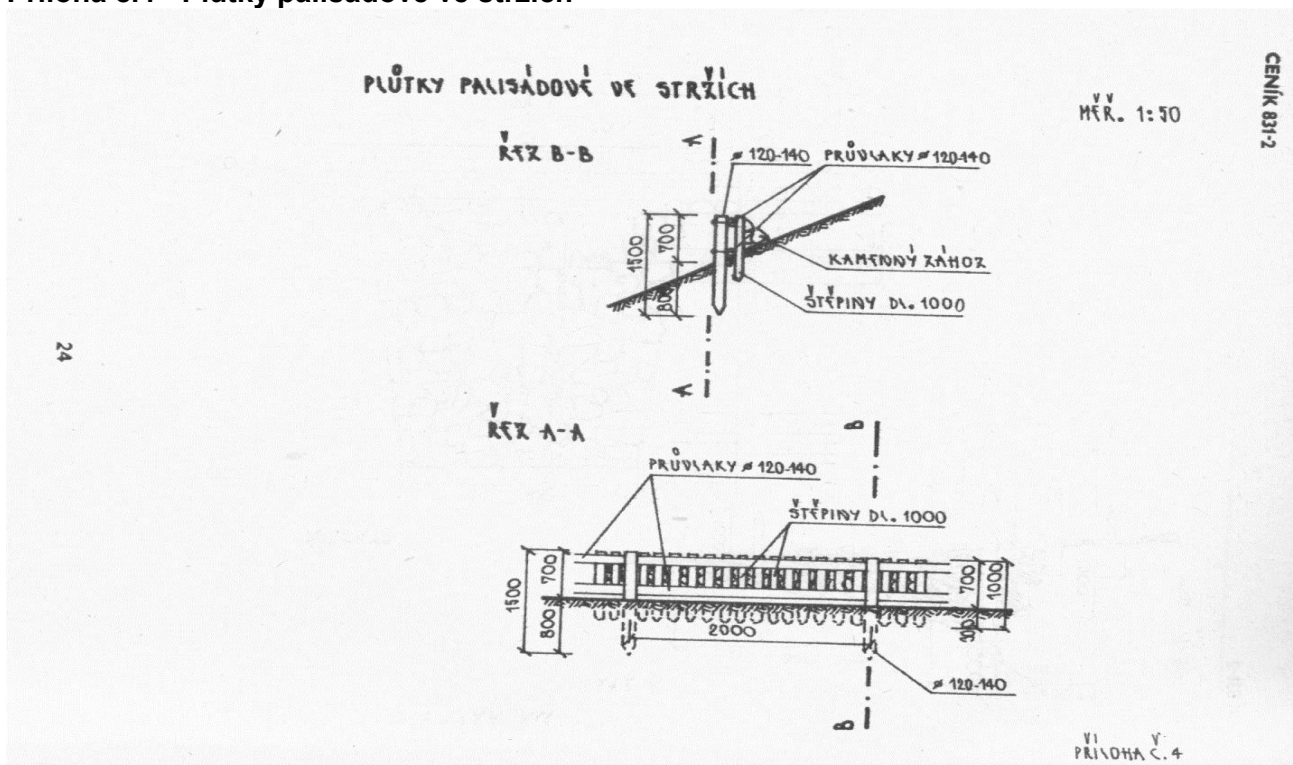 Příloha č.4 - Plůtky palisádové ve stržích
PLŮTKY PALISÁDOVÉ VE STRŽÍCH
MĚŘ. 1:50
CENÍK 831-2
ŘEZ B-B
A
ø 120-140
PRŮVLAKY ø 120-140
1500
700
800
KAMENNÝ ZÁHOZ
ŠTĚPINY DL. 1000
A
24
ŘEZ A-A
B
PRŮVLAKY ø 120-140
ŠTĚPINY DL. 1000
1500
700
800
700
1000
300
2000
ø 120-140
B
PŘÍLOHA Č. 4